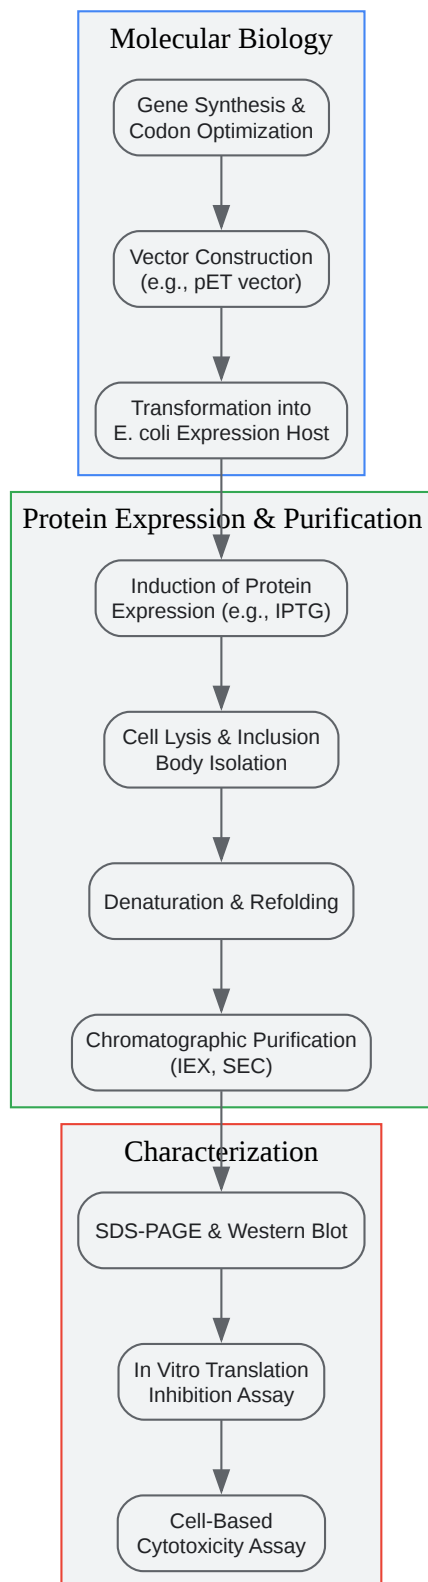 Molecular Biology
Gene Synthesis &
Codon Optimization
Vector Construction
(e.g., pET vector)
Transformation into
E. coli Expression Host
Protein Expression & Purification
Induction of Protein
Expression (e.g., IPTG)
Cell Lysis & Inclusion
Body Isolation
Denaturation & Refolding
Chromatographic Purification
(IEX, SEC)
Characterization
SDS-PAGE & Western Blot
In Vitro Translation
Inhibition Assay
Cell-Based
Cytotoxicity Assay